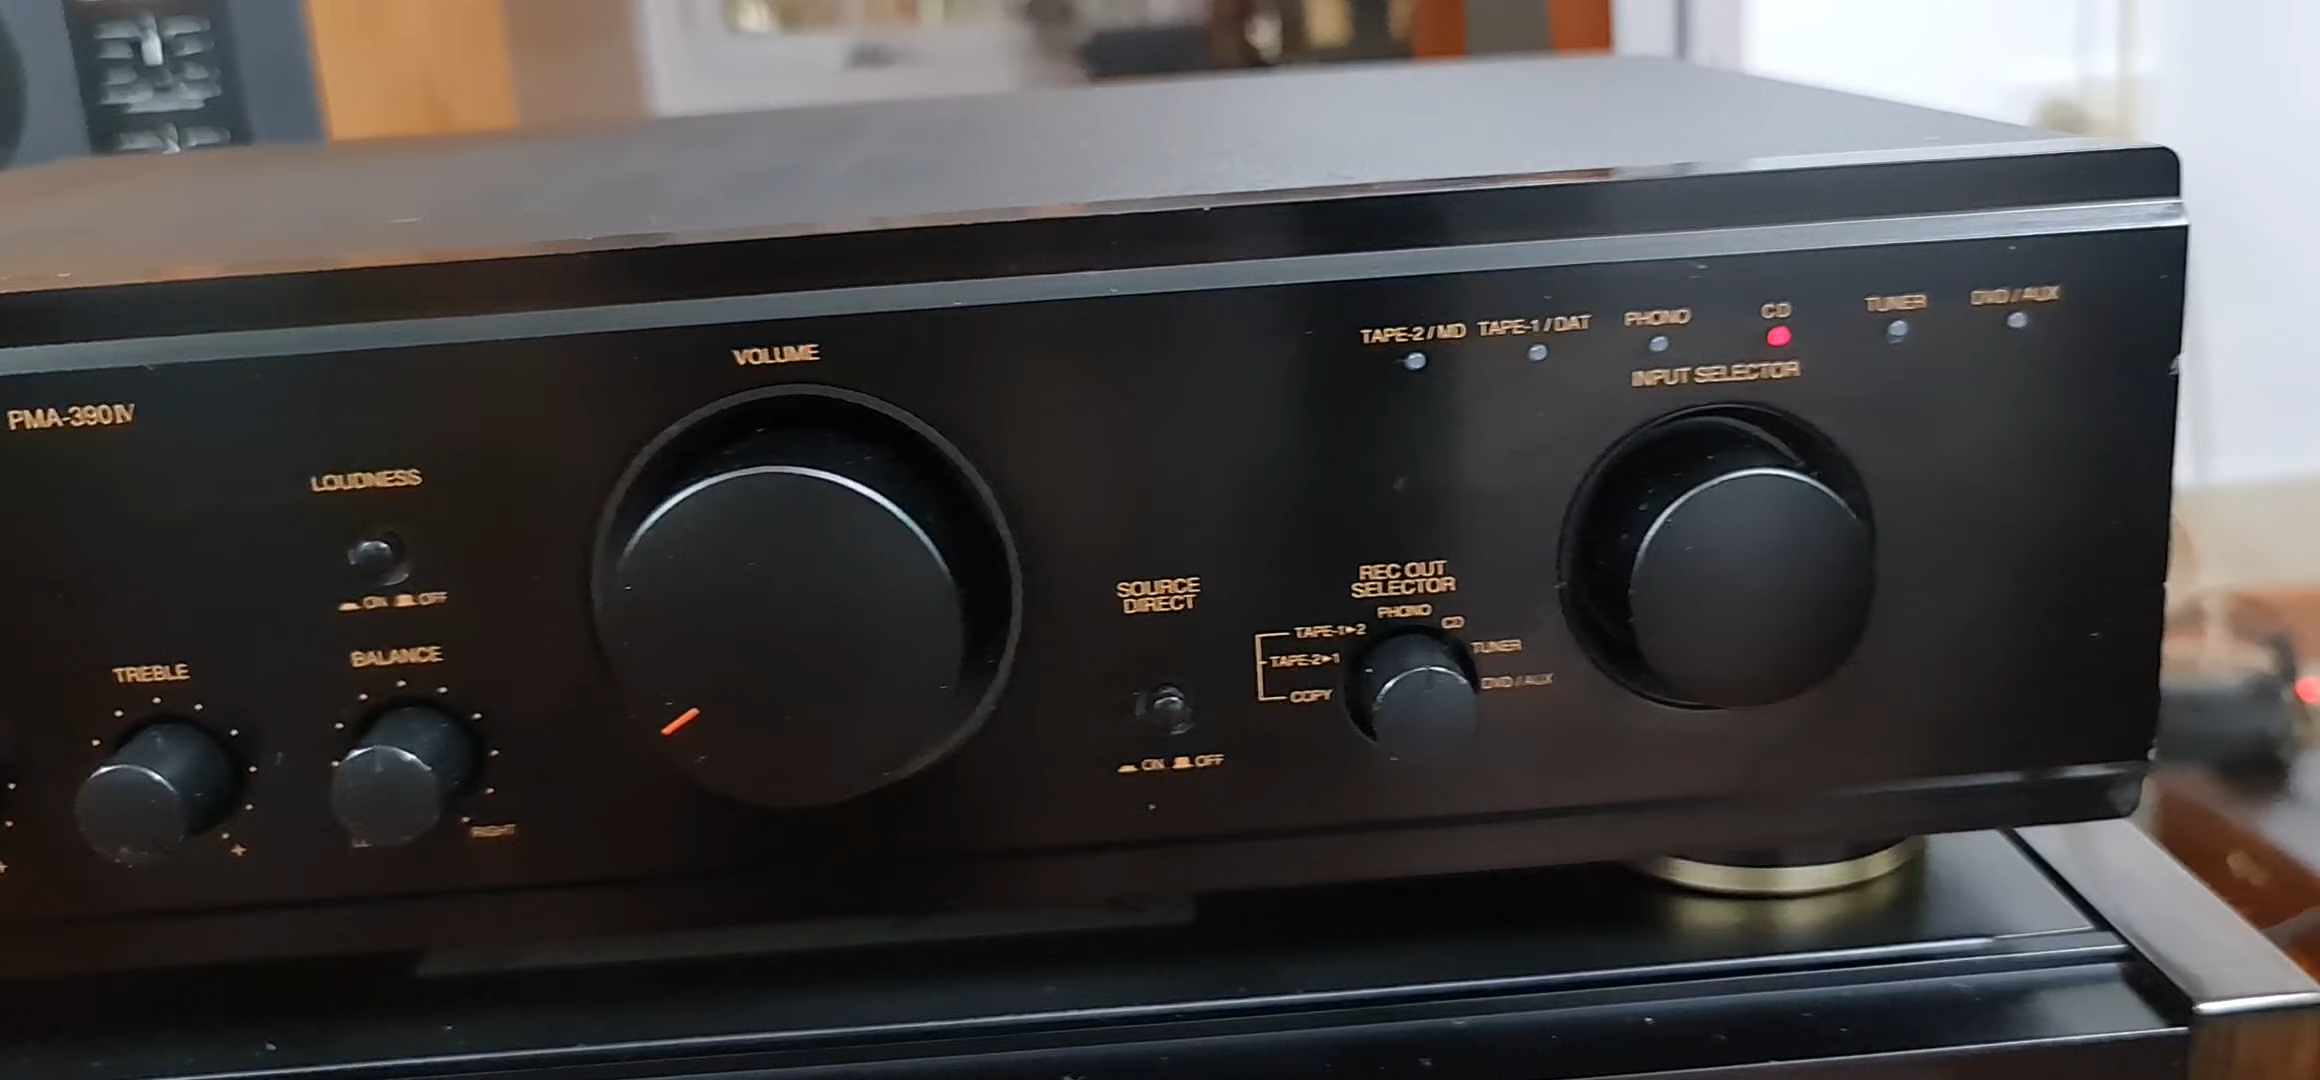 PMA-390IV
LOUDNESS
ON OFF
TREBLE
+
BALANCE
RIGHT
VOLUME
SOURCE
DIRECT
ON OFF
TAPE-2 / MD TAPE-1 / DAT PHONO CD TUNER DVD / AUX
INPUT SELECTOR
REC OUT
SELECTOR
PHONO
TAPE-1▸2 CD
TAPE-2▸1 TUNER
COPY DVD / AUX